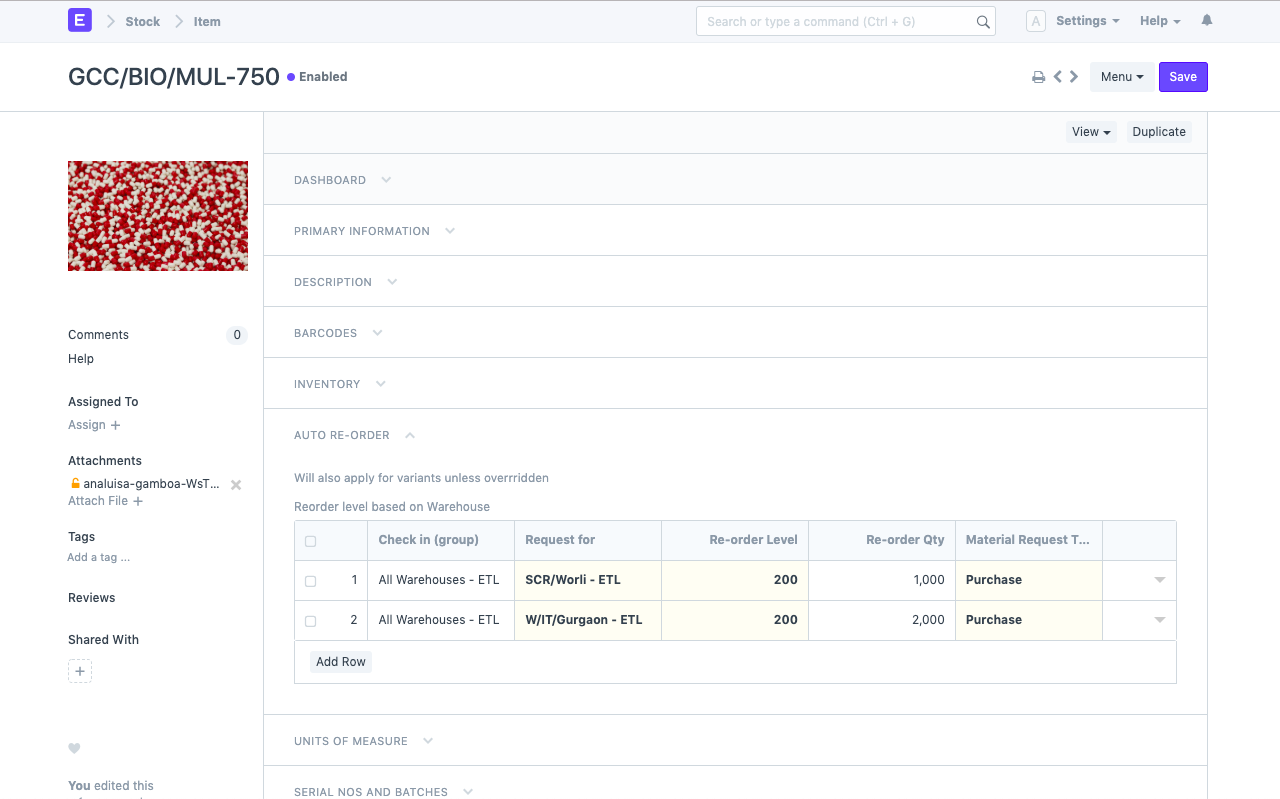 E Stock Item Search or type a command (Ctrl + G) A Settings Help
GCC/BIO/MUL-750 Enabled Menu Save
View Duplicate
DASHBOARD
PRIMARY INFORMATION
DESCRIPTION
BARCODES
INVENTORY
AUTO RE-ORDER
Will also apply for variants unless overrridden
Reorder level based on Warehouse
Check in (group) Request for Re-order Level Re-order Qty Material Request T...
1 All Warehouses - ETL SCR/Worli - ETL 200 1,000 Purchase
2 All Warehouses - ETL W/IT/Gurgaon - ETL 200 2,000 Purchase
Add Row
UNITS OF MEASURE
SERIAL NOS AND BATCHES
Comments 0
Help
Assigned To
Assign +
Attachments
analuisa-gamboa-WsT...
Attach File +
Tags
Add a tag ...
Reviews
Shared With
+
You edited this